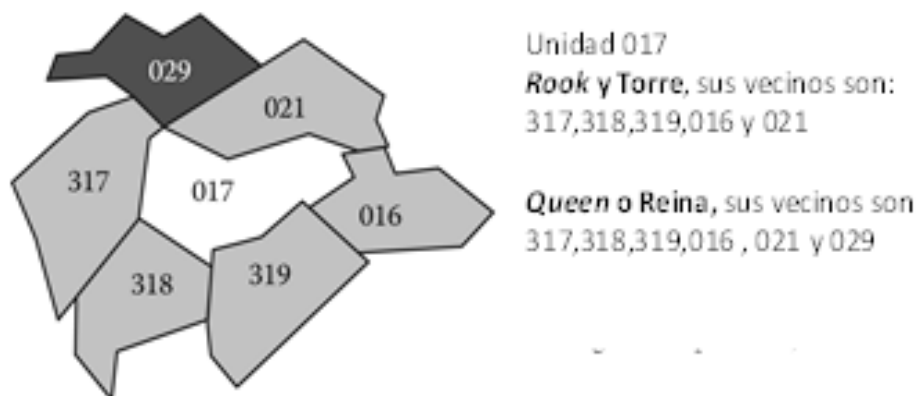 029
021
317
017
016
318
319
Unidad 017
Rook y Torre, sus vecinos son:
317,318,319,016 y 021
Queen o Reina, sus vecinos son
317,318,319,016 , 021 y 029